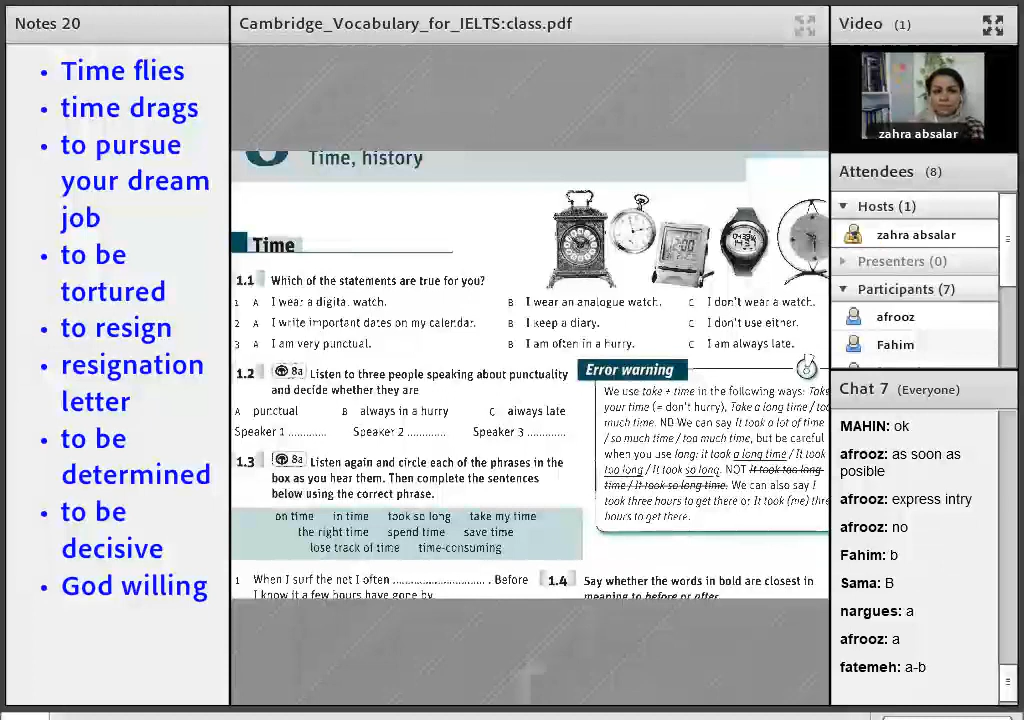 Notes 20
• Time flies
• time drags
• to pursue
your dream
job
• to be
tortured
• to resign
• resignation
letter
• to be
determined
• to be
decisive
• God willing
Cambridge_Vocabulary_for_IELTS:class.pdf
Time, history
Time
1.1 Which of the statements are true for you?
1 A I wear a digital watch. B I wear an analogue watch. C I don't wear a watch.
2 A I write important dates on my calendar. B I keep a diary. C I don't use either.
3 A I am very punctual. B I am often in a hurry. C I am always late.
1.2 8a Listen to three people speaking about punctuality
and decide whether they are
A punctual B always in a hurry C always late
Speaker 1 ............ Speaker 2 ............ Speaker 3 ............
1.3 8a Listen again and circle each of the phrases in the
box as you hear them. Then complete the sentences
below using the correct phrase.
on time in time took so long take my time
the right time spend time save time
lose track of time time-consuming
1 When I surf the net I often ............................ . Before
I know it a few hours have gone by.
Error warning
We use take + time in the following ways: Take
your time (= don't hurry), Take a long time / too
much time. NB We can say It took a lot of time
/ so much time / too much time, but be careful
when you use long: it took a long time / It took
too long / It took so long. NOT It took too long
time / It took so long time. We can also say I
took three hours to get there or It took (me) thre
hours to get there.
1.4 Say whether the words in bold are closest in
meaning to before or after.
Video (1)
zahra absalar
Attendees (8)
Hosts (1)
zahra absalar
Presenters (0)
Participants (7)
afrooz
Fahim
Chat 7 (Everyone)
MAHIN: ok
afrooz: as soon as
posible
afrooz: express intry
afrooz: no
Fahim: b
Sama: B
nargues: a
afrooz: a
fatemeh: a-b